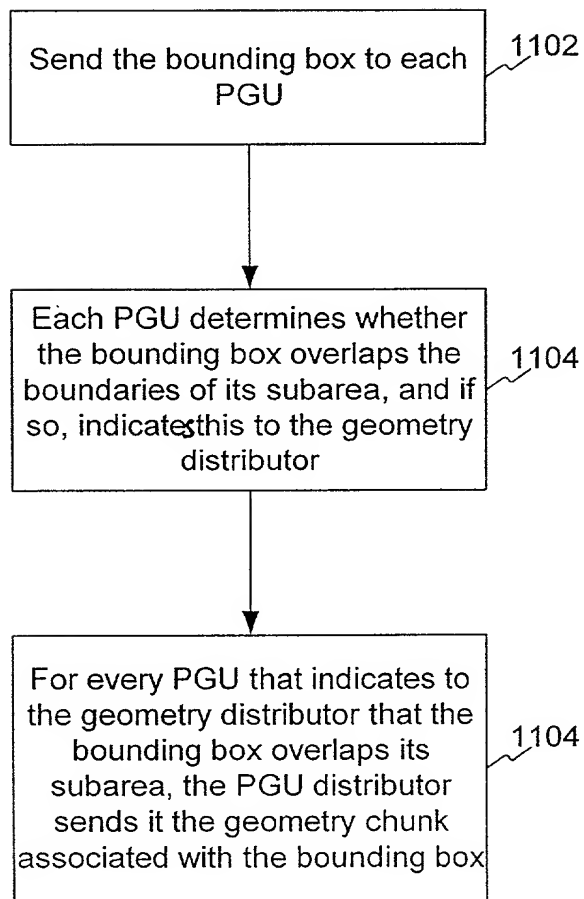 Send the bounding box to each
PGU
1102
Each PGU determines whether
the bounding box overlaps the
boundaries of its subarea, and if
so, indicates this to the geometry
distributor
1104
For every PGU that indicates to
the geometry distributor that the
bounding box overlaps its
subarea, the PGU distributor
sends it the geometry chunk
associated with the bounding box
1104